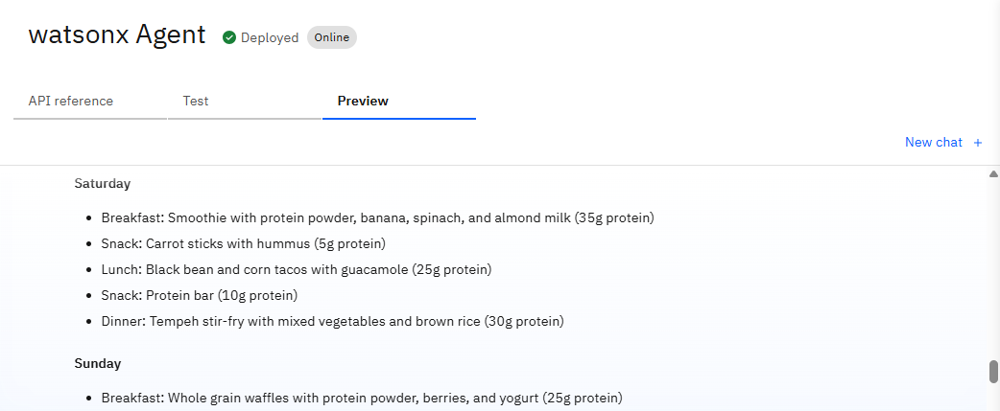 watsonx Agent Deployed Online
API reference Test Preview
New chat +
Saturday
• Breakfast: Smoothie with protein powder, banana, spinach, and almond milk (35g protein)
• Snack: Carrot sticks with hummus (5g protein)
• Lunch: Black bean and corn tacos with guacamole (25g protein)
• Snack: Protein bar (10g protein)
• Dinner: Tempeh stir-fry with mixed vegetables and brown rice (30g protein)
Sunday
• Breakfast: Whole grain waffles with protein powder, berries, and yogurt (25g protein)